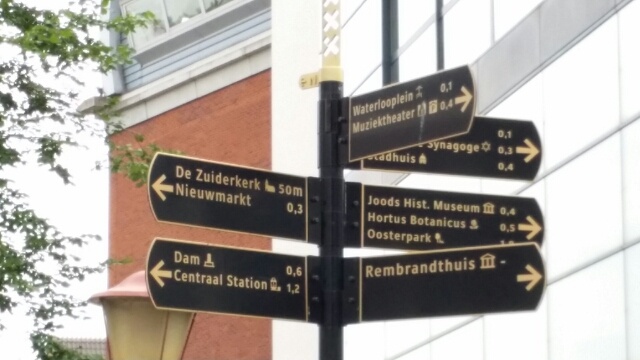 XXX
Waterlooplein 0,1
Muziektheater 0,4
0,1
Synagoge 0,3
Stadhuis 0,4
De Zuiderkerk 50m
Nieuwmarkt 0,3
Joods Hist. Museum 0,4
Hortus Botanicus 0,5
Oosterpark
Dam 0,6
Centraal Station 1,2
Rembrandthuis -